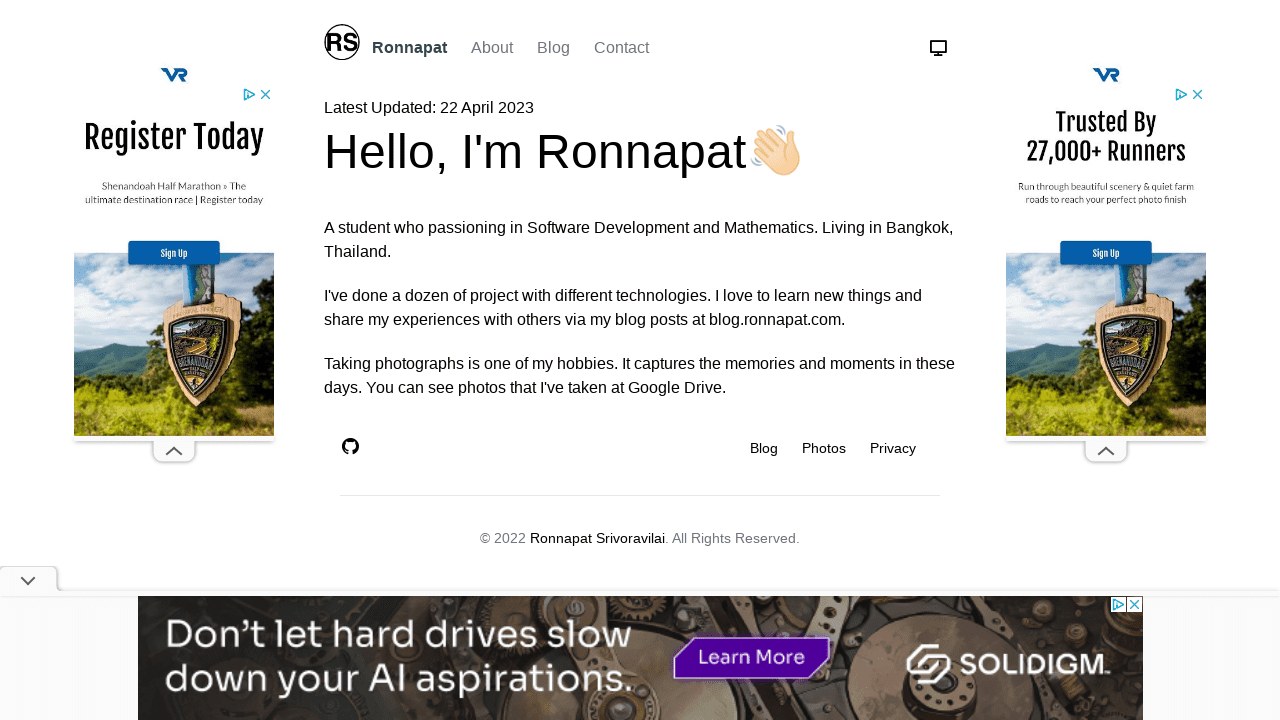 RS
Ronnapat
About
Blog
Contact
VR
Register Today
Shenandoah Half Marathon » The
ultimate destination race | Register today
Sign Up
Latest Updated: 22 April 2023
Hello, I'm Ronnapat👋🏼
A student who passioning in Software Development and Mathematics. Living in Bangkok,
Thailand.
I've done a dozen of project with different technologies. I love to learn new things and
share my experiences with others via my blog posts at blog.ronnapat.com.
Taking photographs is one of my hobbies. It captures the memories and moments in these
days. You can see photos that I've taken at Google Drive.
Blog
Photos
Privacy
© 2022 Ronnapat Srivoravilai. All Rights Reserved.
VR
Trusted By
27,000+ Runners
Run through beautiful scenery & quiet farm
roads to reach your perfect photo finish
Sign Up
Don't let hard drives slow
down your AI aspirations.
Learn More
SOLIDIGM